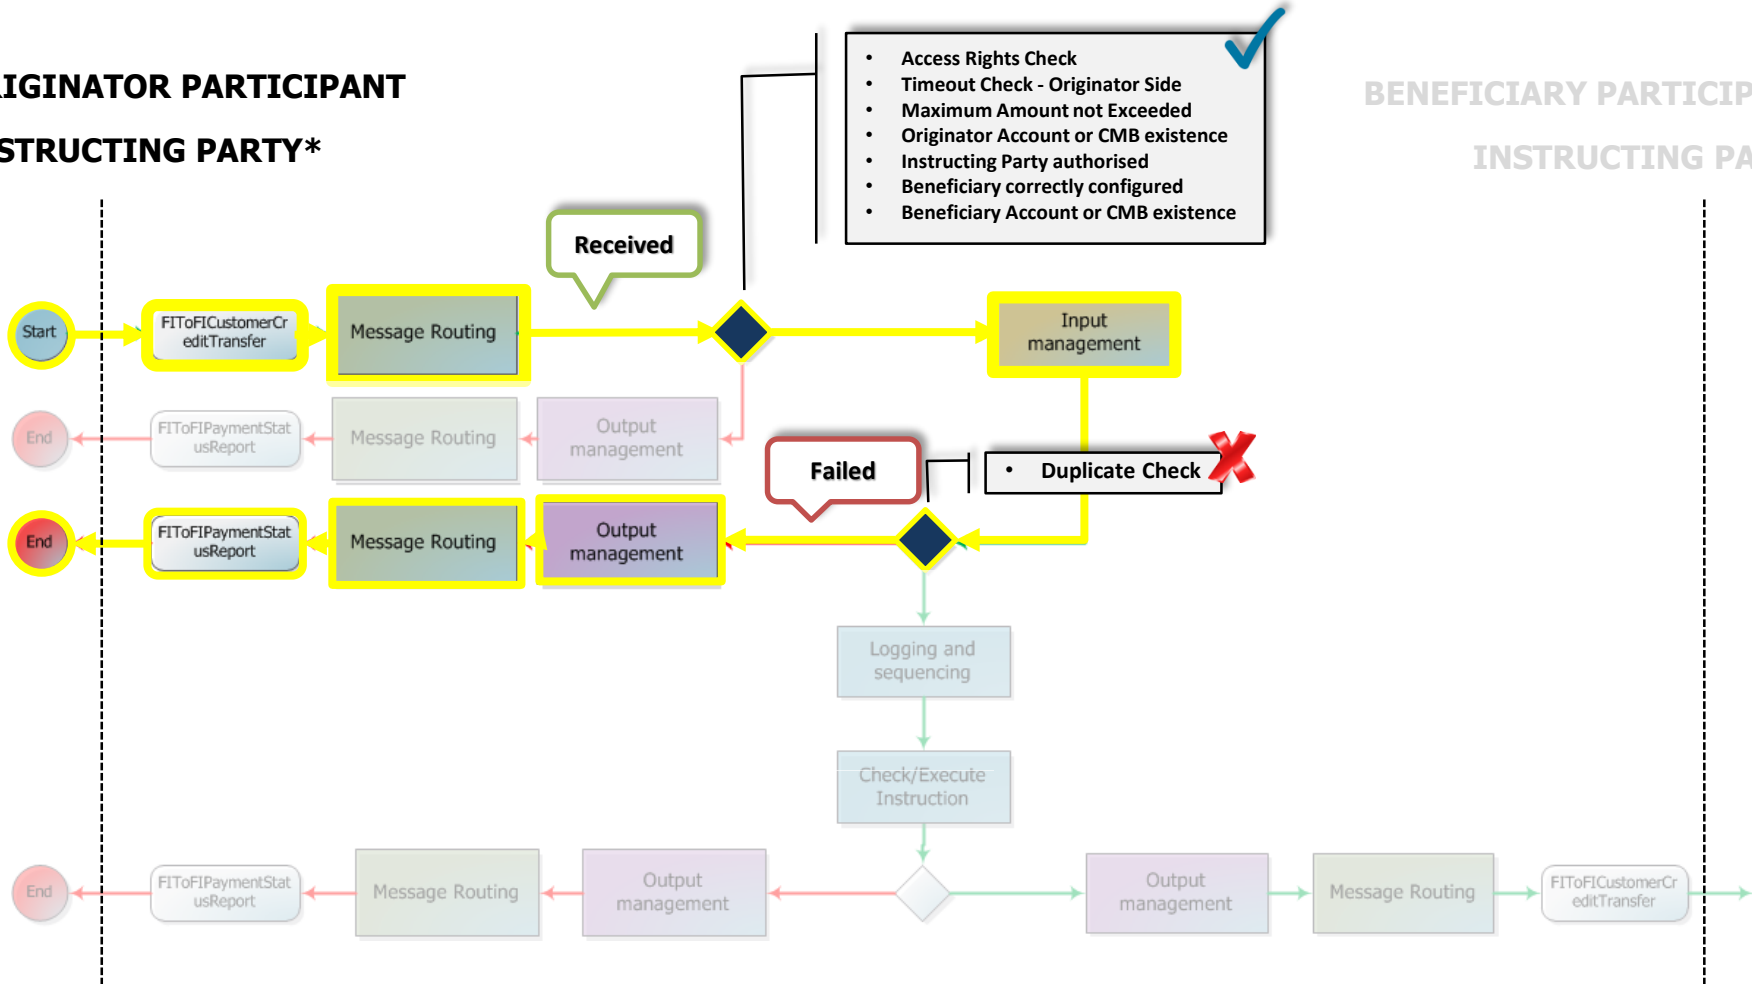 RIGINATOR PARTICIPANT
STRUCTING PARTY*
BENEFICIARY PARTICIP
INSTRUCTING PA
• Access Rights Check
• Timeout Check - Originator Side
• Maximum Amount not Exceeded
• Originator Account or CMB existence
• Instructing Party authorised
• Beneficiary correctly configured
• Beneficiary Account or CMB existence
Received
Start
FIToFICustomerCr
editTransfer
Message Routing
Input
management
End
FIToFIPaymentStat
usReport
Message Routing
Output
management
Failed
• Duplicate Check
End
FIToFIPaymentStat
usReport
Message Routing
Output
management
Logging and
sequencing
Check/Execute
Instruction
End
FIToFIPaymentStat
usReport
Message Routing
Output
management
Output
management
Message Routing
FIToFICustomerCr
editTransfer